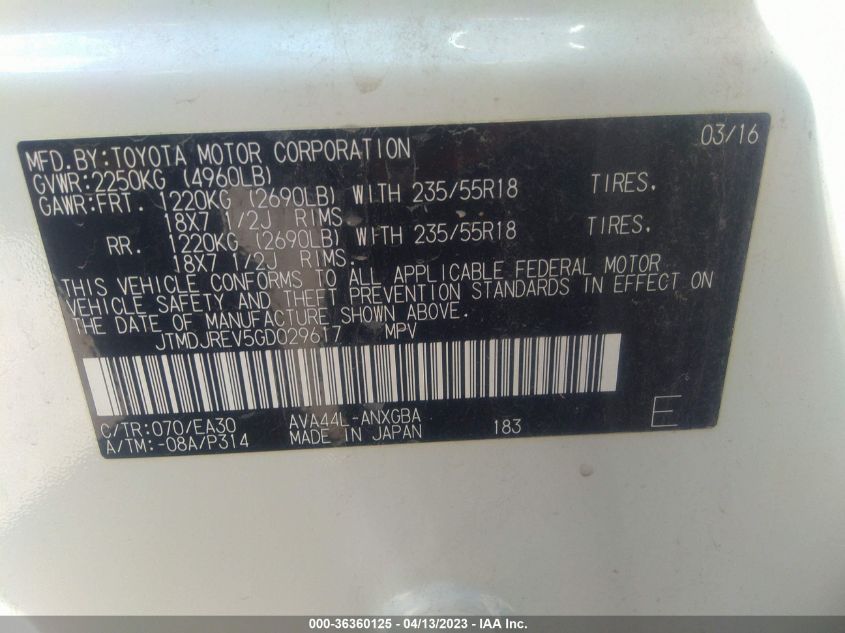 03/16
MFD.BY:TOYOTA MOTOR CORPORATION
GVWR:2250KG (4960LB)
GAWR:FRT. 1220KG (2690LB) WITH 235/55R18 TIRES.
18X7 1/2J RIMS.
RR. 1220KG (2690LB) WITH 235/55R18 TIRES.
18X7 1/2J RIMS.
THIS VEHICLE CONFORMS TO ALL APPLICABLE FEDERAL MOTOR
VEHICLE SAFETY AND THEFT PREVENTION STANDARDS IN EFFECT ON
THE DATE OF MANUFACTURE SHOWN ABOVE.
JTMDJREV5GD029617 MPV
C/TR:070/EA30 AVA44L-ANXGBA 183 E
A/TM:-08A/P314 MADE IN JAPAN
000-36360125 - 04/13/2023 - IAA Inc.